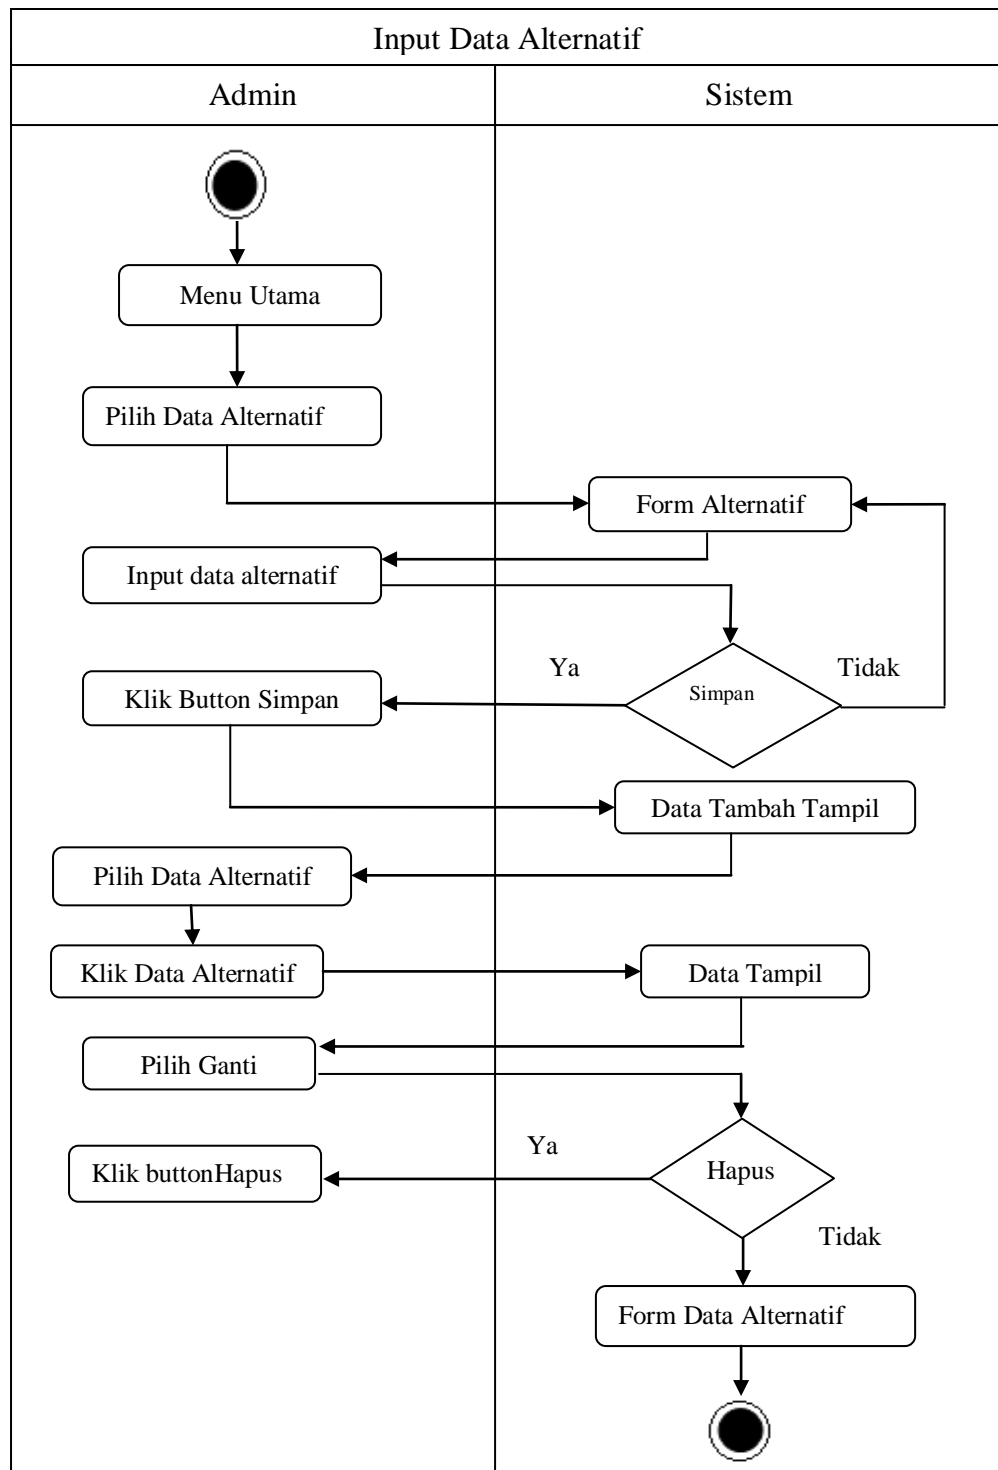 Input Data Alternatif
Admin
Sistem
Menu Utama
Pilih Data Alternatif
Form Alternatif
Input data alternatif
Ya
Tidak
Simpan
Klik Button Simpan
Data Tambah Tampil
Pilih Data Alternatif
Klik Data Alternatif
Data Tampil
Pilih Ganti
Ya
Hapus
Klik buttonHapus
Tidak
Form Data Alternatif